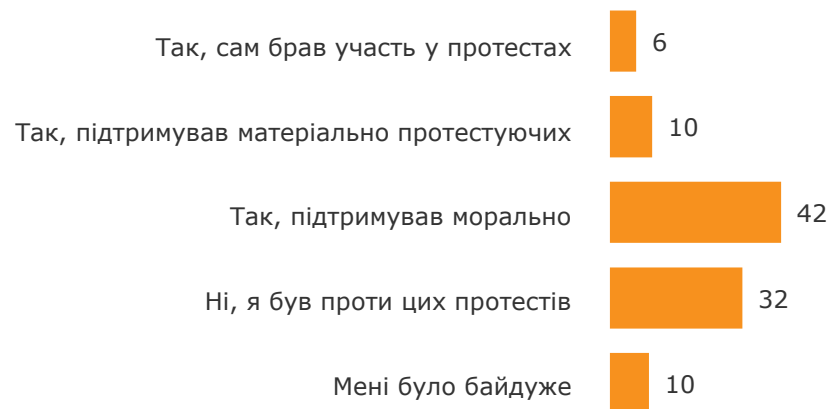 Так, сам брав участь у протестах 6
Так, підтримував матеріально протестуючих 10
Так, підтримував морально 42
Ні, я був проти цих протестів 32
Мені було байдуже 10